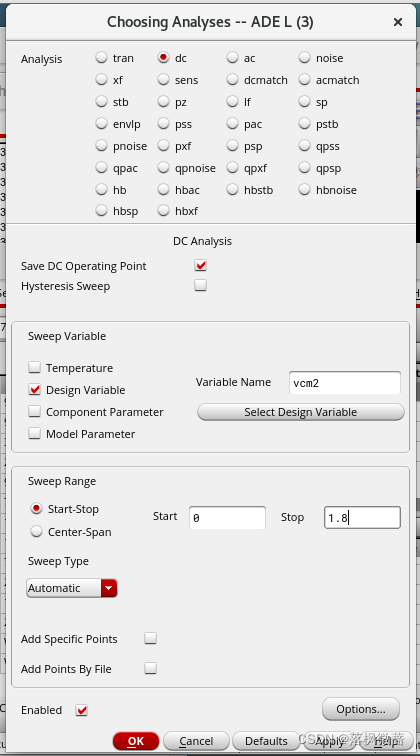 Choosing Analyses -- ADE L (3)
Analysis tran dc ac noise
xf sens dcmatch acmatch
stb pz lf sp
envlp pss pac pstb
pnoise pxf psp qpss
qpac qpnoise qpxf qpsp
hb hbac hbstb hbnoise
hbsp hbxf
DC Analysis
Save DC Operating Point
Hysteresis Sweep
Sweep Variable
Temperature
Design Variable
Component Parameter
Model Parameter
Variable Name vcm2
Select Design Variable
Sweep Range
Start-Stop
Center-Span
Start 0 Stop 1.8
Sweep Type
Automatic
Add Specific Points
Add Points By File
Enabled Options...
OK Cancel Defaults Apply Help
CSDN @落枫微蔷